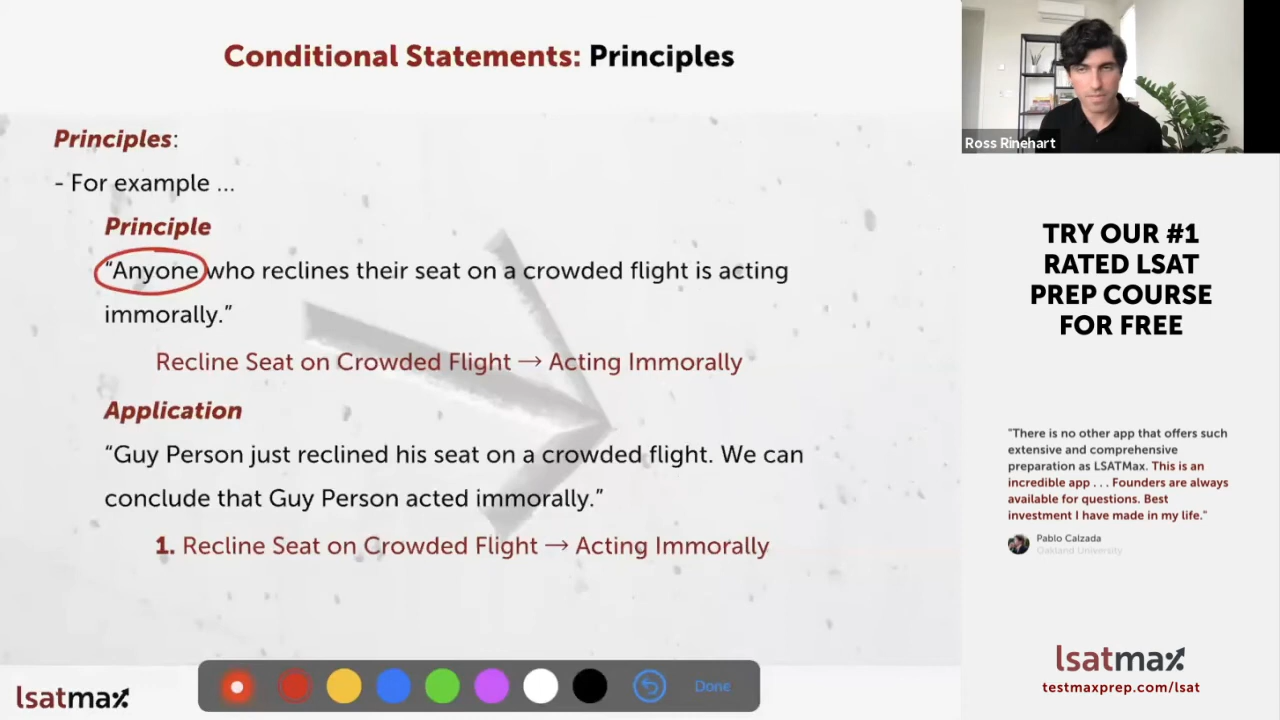 Conditional Statements: Principles
Principles:
- For example ...
Principle
“Anyone who reclines their seat on a crowded flight is acting
immorally.”
Recline Seat on Crowded Flight → Acting Immorally
Application
“Guy Person just reclined his seat on a crowded flight. We can
conclude that Guy Person acted immorally.”
1. Recline Seat on Crowded Flight → Acting Immorally
Done
lsatmax
Ross Rinehart
TRY OUR #1
RATED LSAT
PREP COURSE
FOR FREE
"There is no other app that offers such
extensive and comprehensive
preparation as LSATMax. This is an
incredible app . . . Founders are always
available for questions. Best
investment I have made in my life."
Pablo Calzada
Oakland University
lsatmax
testmaxprep.com/lsat